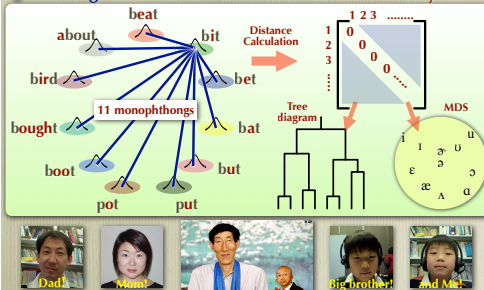 beat
about
bit
bird
bet
11 monophthongs
bought
bat
boot
but
pot
put
Distance
Calculation
1 2 3 ........
1
2
3
0
0
0
0
Tree
diagram
MDS
i
u
ɪ
ɚ
ʊ
ə
ɛ
ɔ
æ
ʌ
ɑ
Dad!
Mom!
Big brother!
and Me!